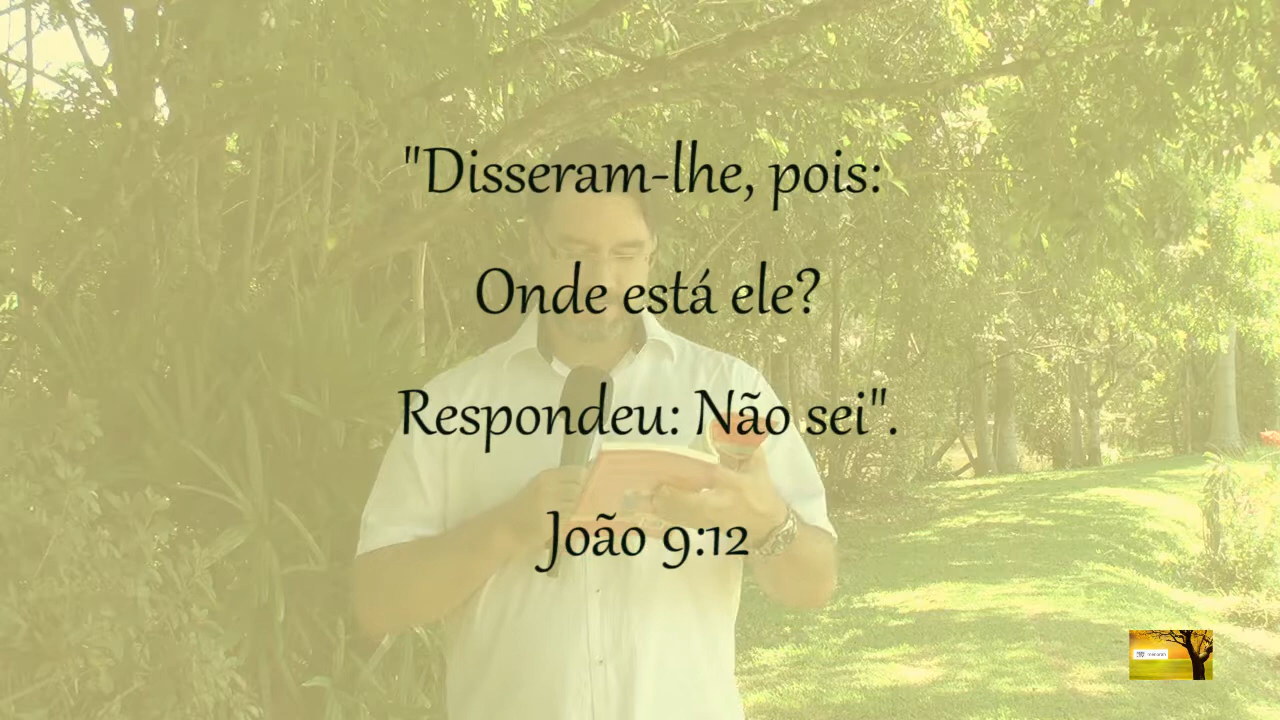 "Disseram-lhe, pois:
Onde está ele?
Respondeu: Não sei".
João 9:12